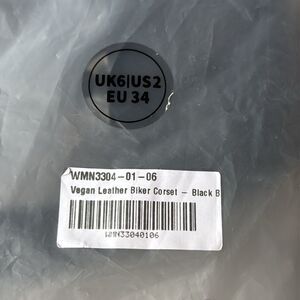 UK6|US2
EU 34
WMN3304-01-06
Vegan Leather Biker Corset - Black B
WMN33040106